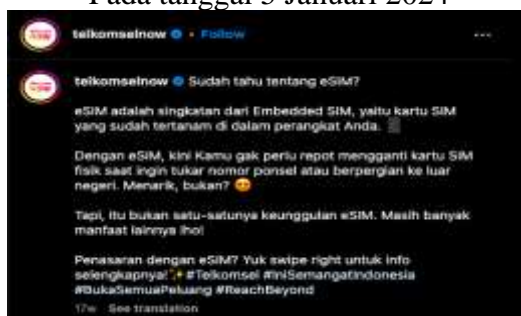 Pada tanggal 5 Januari 2024
telkomselnow • Follow
telkomselnow Sudah tahu tentang eSIM?
eSIM adalah singkatan dari Embedded SIM, yaitu kartu SIM
yang sudah tertanam di dalam perangkat Anda.
Dengan eSIM, kini Kamu gak perlu repot mengganti kartu SIM
fisik saat ingin tukar nomor ponsel atau berpergian ke luar
negeri. Menarik, bukan? 😍
Tapi, itu bukan satu-satunya keunggulan eSIM. Masih banyak
manfaat lainnya lho!
Penasaran dengan eSIM? Yuk swipe right untuk info
selengkapnya!✨#Telkomsel #IniSemangatIndonesia
#BukaSemuaPeluang #ReachBeyond
17w See translation